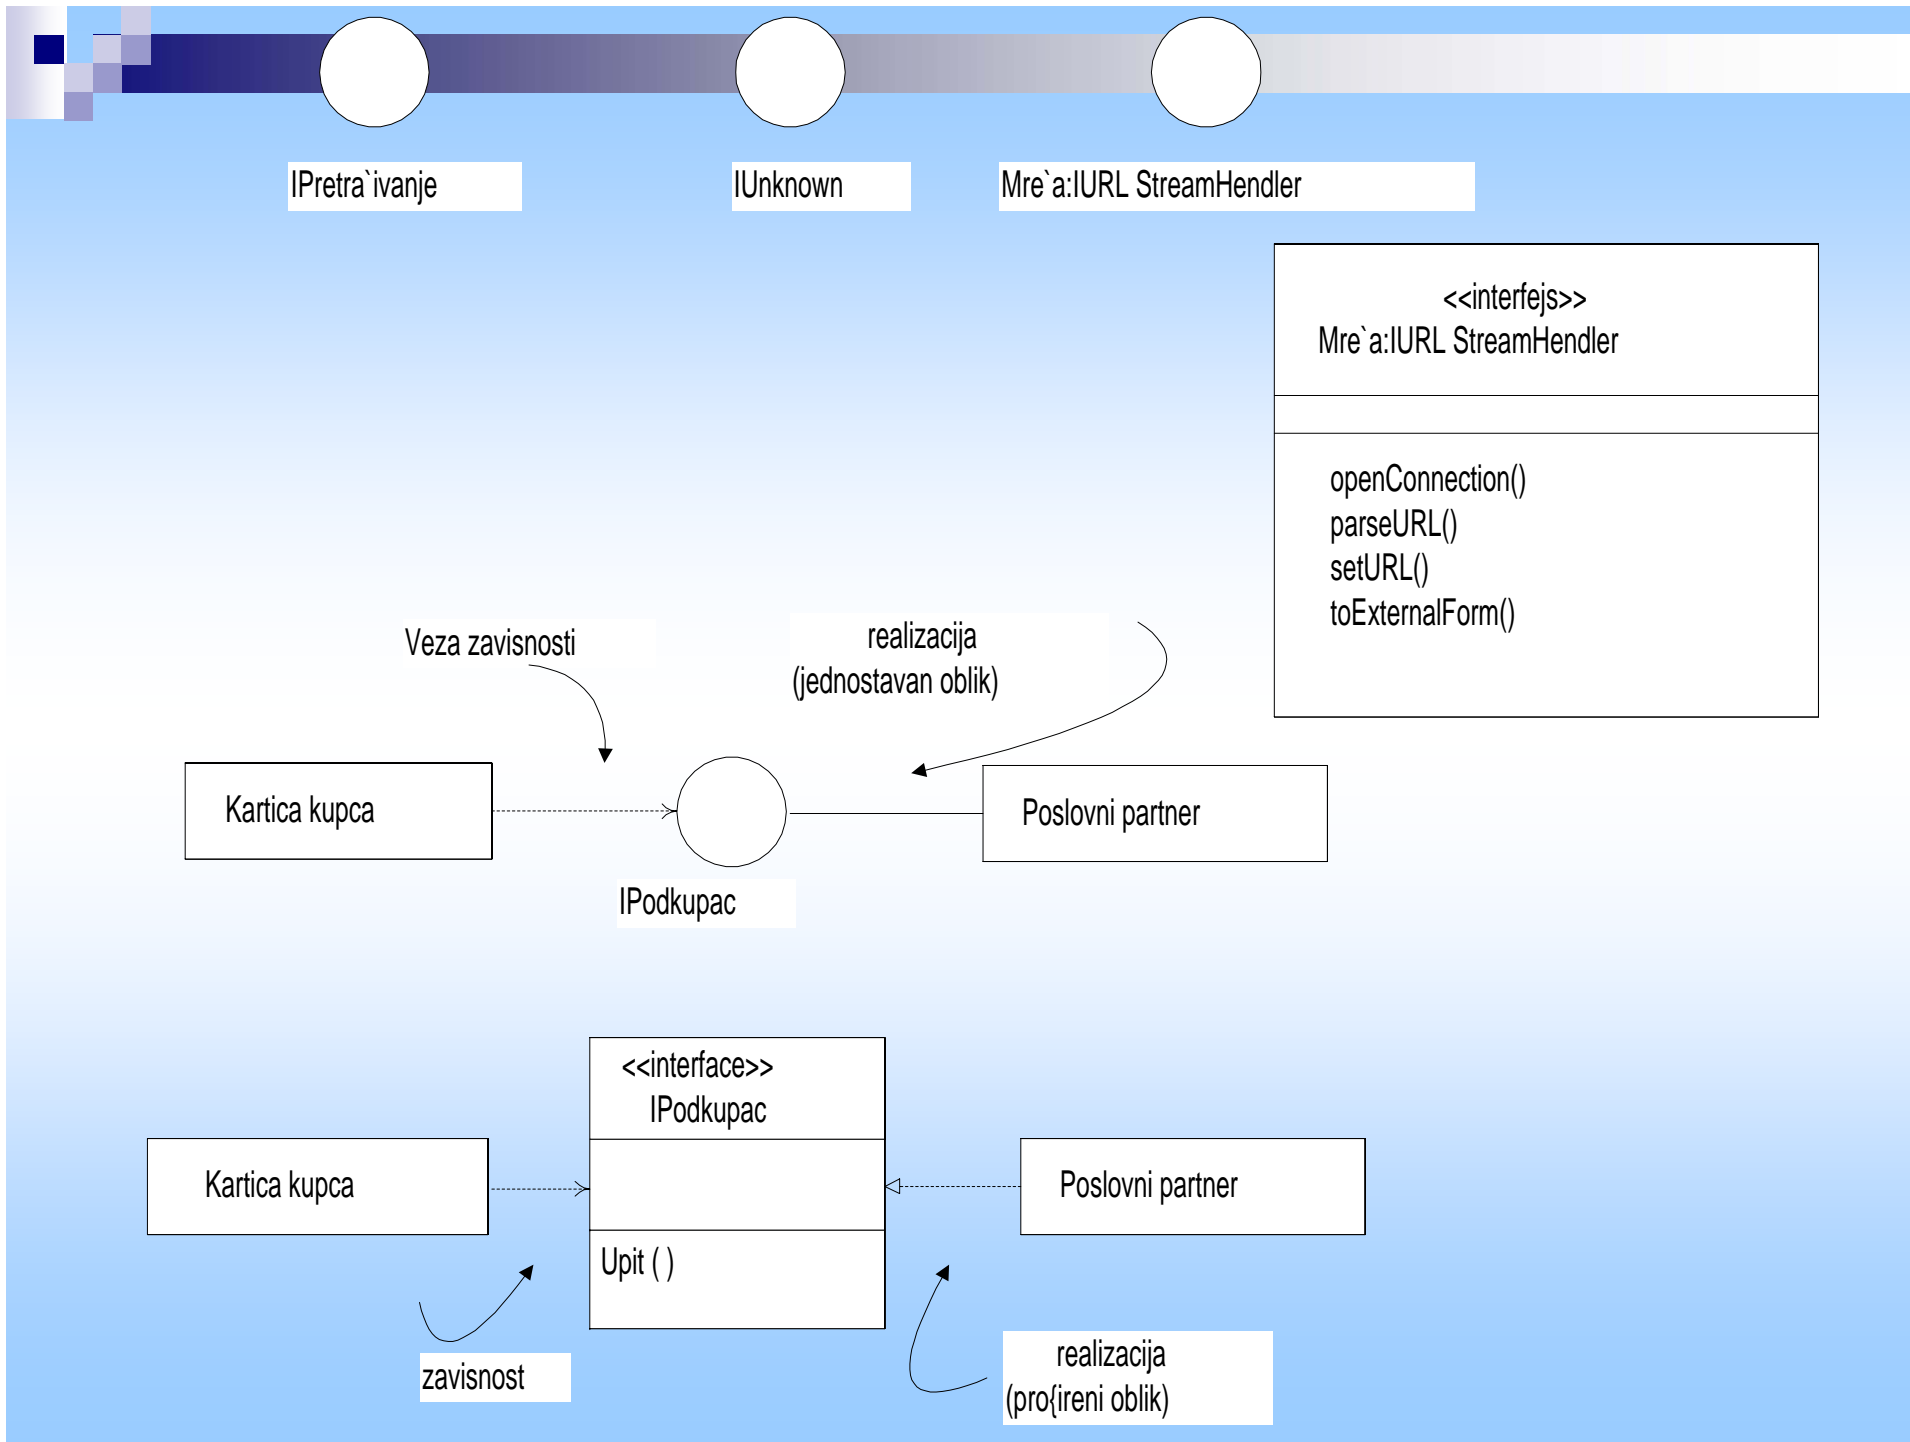 IPretra`ivanje
IUnknown
Mre`a:IURL StreamHendler
<<interfejs>>
Mre`a:IURL StreamHendler
openConnection()
parseURL()
setURL()
toExternalForm()
Veza zavisnosti
realizacija
(jednostavan oblik)
Kartica kupca
Poslovni partner
IPodkupac
<<interface>>
IPodkupac
Kartica kupca
Poslovni partner
Upit ( )
zavisnost
realizacija
(pro{ireni oblik)